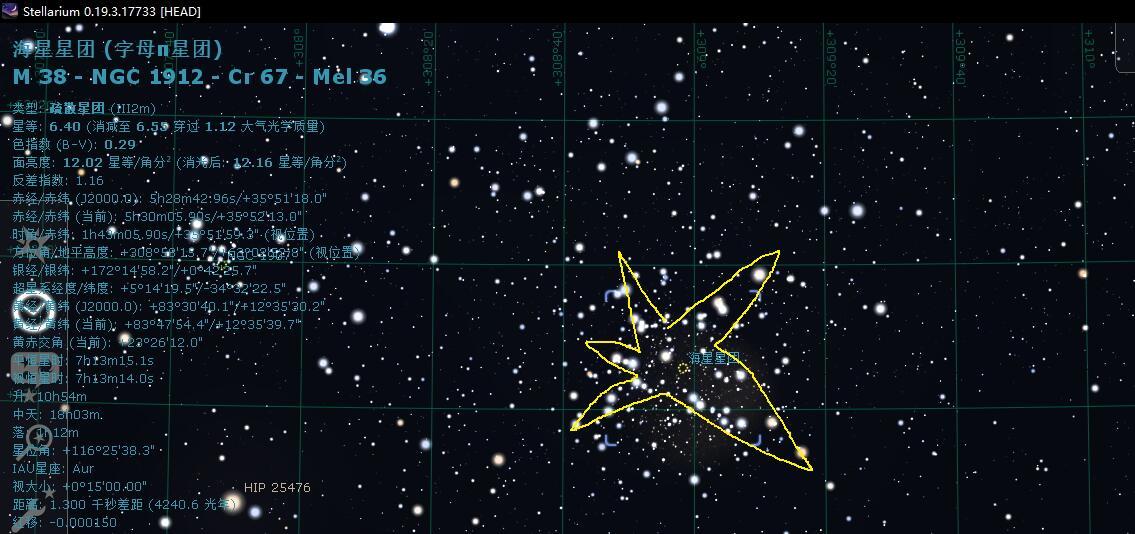 Stellarium 0.19.3.17733 [HEAD]
+308°
+308°20'
+308°40'
+309°20'
+309°40'
+310°
海星星团 (字母π星团)
M 38 - NGC 1912 - Cr 67 - Mel 36
类型: 疏散星团 (III2m)
星等: 6.40 (消减至 6.55 穿过 1.12 大气光学质量)
色指数 (B-V): 0.29
面亮度: 12.02 星等/角分² (消光后: 12.16 星等/角分²)
反差指数: 1.16
赤经/赤纬 (J2000.0): 5h28m42.96s/+35°51'18.0"
赤经/赤纬 (当前): 5h30m05.90s/+35°52'13.0"
时角/赤纬: 1h43m05.90s/+35°51'59.3" (视位置)
方位角/地平高度: (视位置)
银经/银纬: +172°14'58.2"/+0°42'25.7"
超星系经度/纬度: +5°14'19.5"/-34°32'22.5"
黄经/黄纬 (J2000.0): +83°30'40.1"/+12°35'30.2"
黄经/黄纬 (当前): +83°47'54.4"/+12°35'39.7"
黄赤交角 (当前): +23°26'12.0"
平恒星时: 7h13m15.1s
视恒星时: 7h13m14.0s
升: 10h54m
中天: 18h03m
落: 1h12m
星位角: +116°25'38.3"
IAU星座: Aur
视大小: +0°15'00.00"
距离: 1.300 千秒差距 (4240.6 光年)
红移: -0.000150
海星星团
HIP 25476